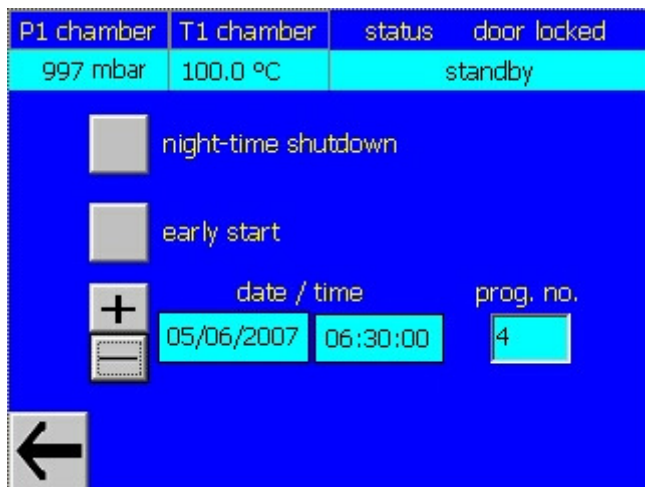 P1 chamber T1 chamber status door locked
997 mbar 100.0 ºC standby
night-time shutdown
early start
date / time prog. no.
+
05/06/2007 06:30:00 4
—